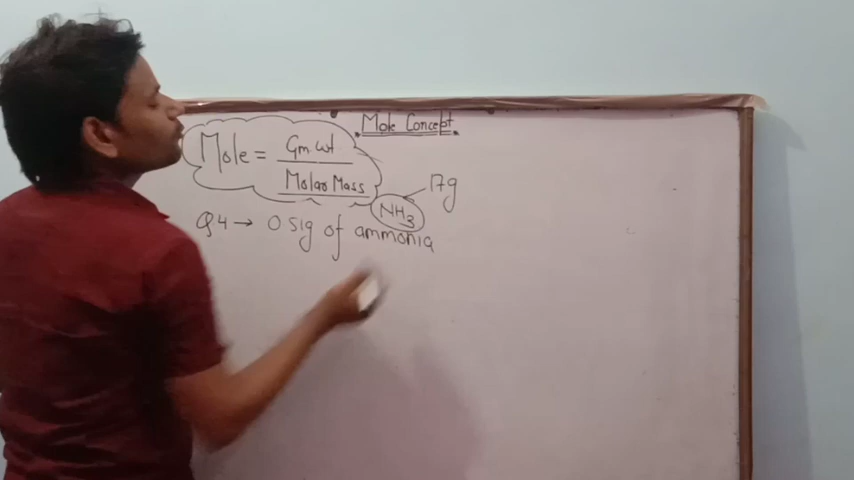 Mole Concept
Mole = Gm wt / Molar Mass
17g
NH3
Q4 → 0.51g of ammonia